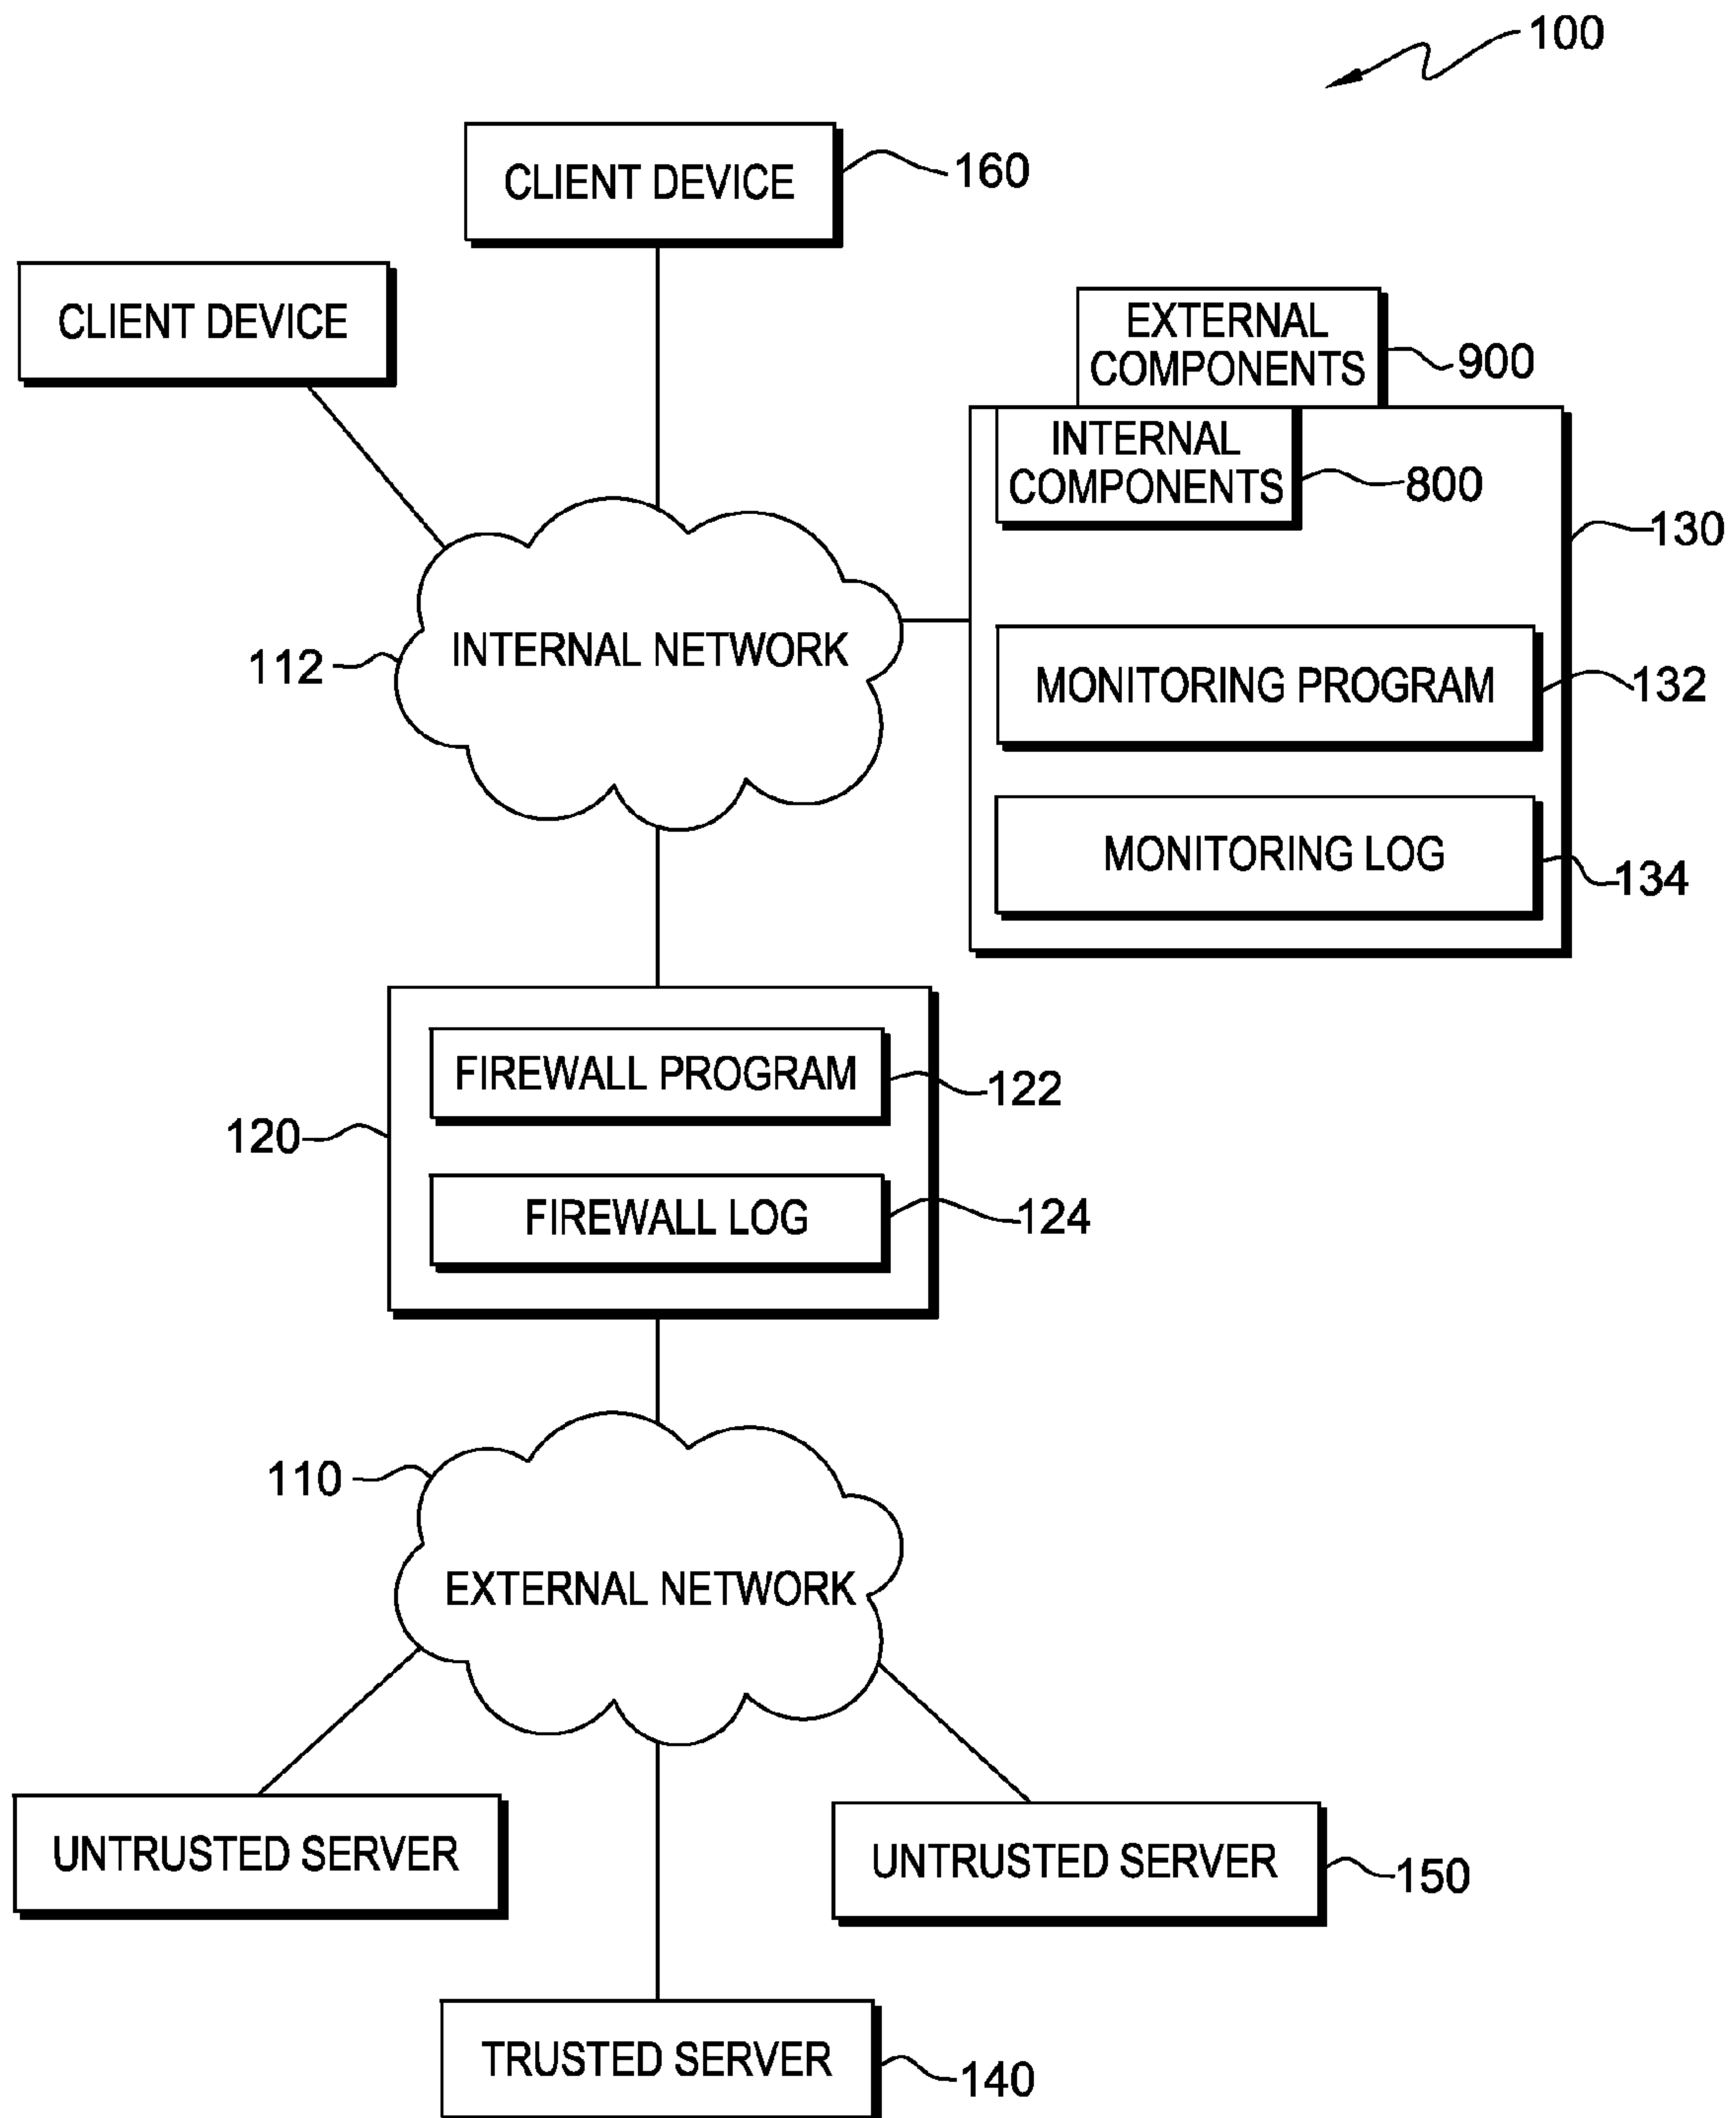 100
CLIENT DEVICE
160
CLIENT DEVICE
EXTERNAL
COMPONENTS
900
INTERNAL
COMPONENTS
800
130
INTERNAL NETWORK
112
MONITORING PROGRAM
132
MONITORING LOG
134
FIREWALL PROGRAM
122
120
FIREWALL LOG
124
110
EXTERNAL NETWORK
UNTRUSTED SERVER
UNTRUSTED SERVER
150
TRUSTED SERVER
140